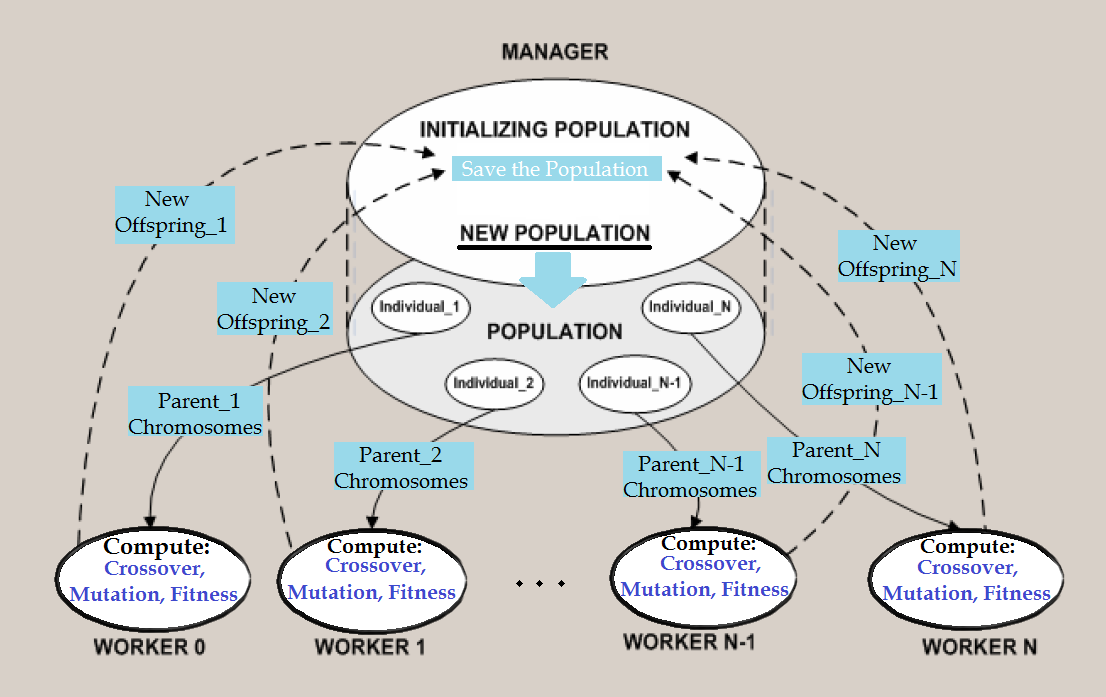 MANAGER
INITIALIZING POPULATION
Save the Population
NEW POPULATION
New
Offspring_1
New
Offspring_2
New
Offspring_N
New
Offspring_N-1
Individual_1
Individual_N
POPULATION
Individual_2
Individual_N-1
Parent_1
Chromosomes
Parent_2
Chromosomes
Parent_N-1
Chromosomes
Parent_N
Chromosomes
Compute:
Crossover,
Mutation, Fitness
WORKER 0
Compute:
Crossover,
Mutation, Fitness
WORKER 1
. . .
Compute:
Crossover,
Mutation, Fitness
WORKER N-1
Compute:
Crossover,
Mutation, Fitness
WORKER N